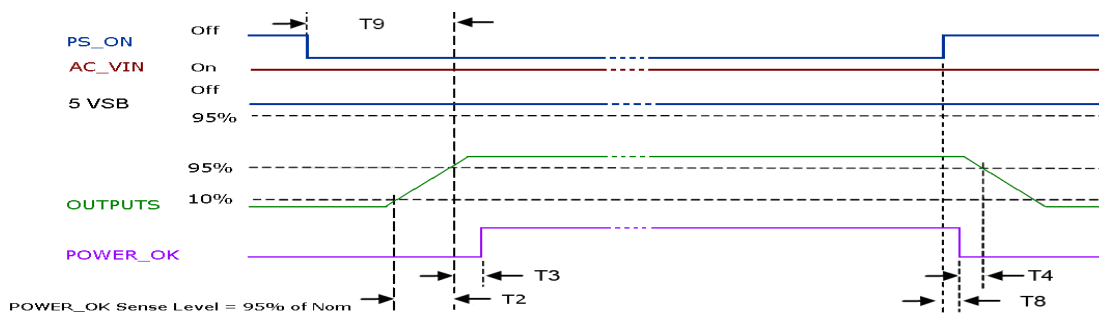 T9
Off
PS_ON
AC_VIN
On
Off
5 VSB
95%
95%
10%
OUTPUTS
POWER_OK
T3
T4
T2
T8
POWER_OK Sense Level = 95% of Nom